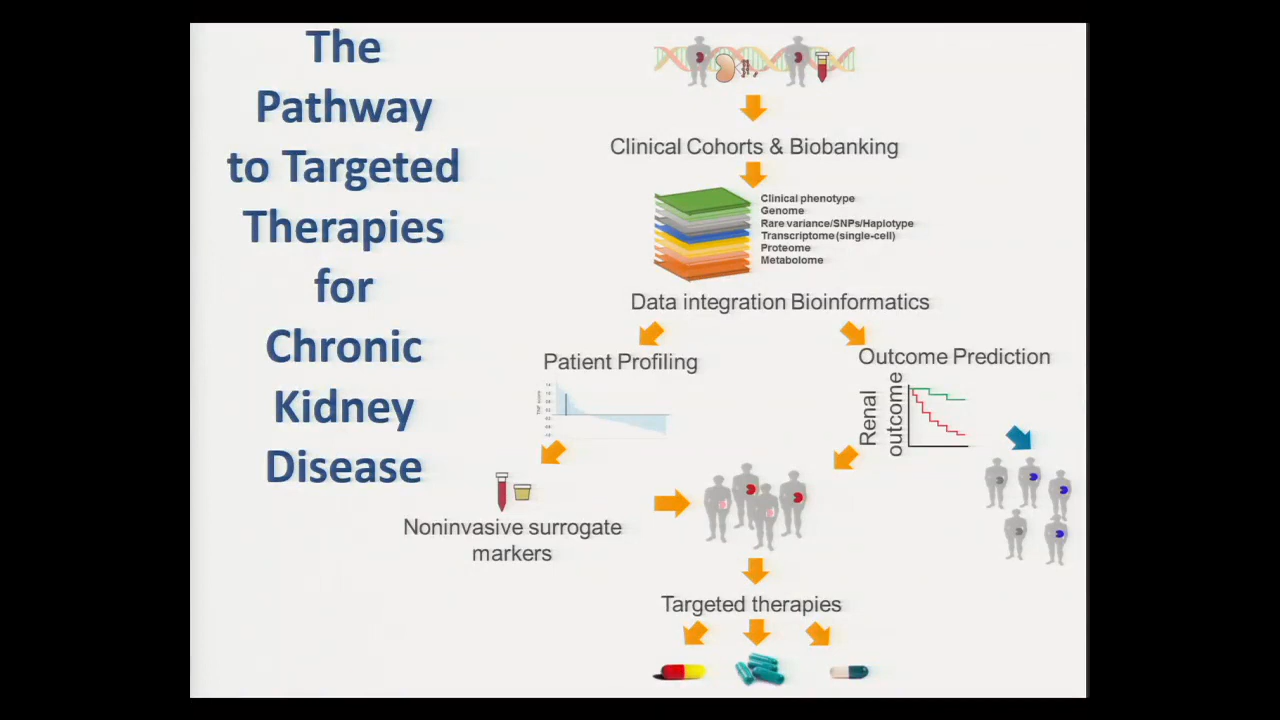 The
Pathway
to Targeted
Therapies
for
Chronic
Kidney
Disease
Clinical Cohorts & Biobanking
Clinical phenotype
Genome
Rare variance/SNPs/Haplotype
Transcriptome (single-cell)
Proteome
Metabolome
Data integration Bioinformatics
Patient Profiling
Outcome Prediction
Renal
outcome
Noninvasive surrogate
markers
Targeted therapies